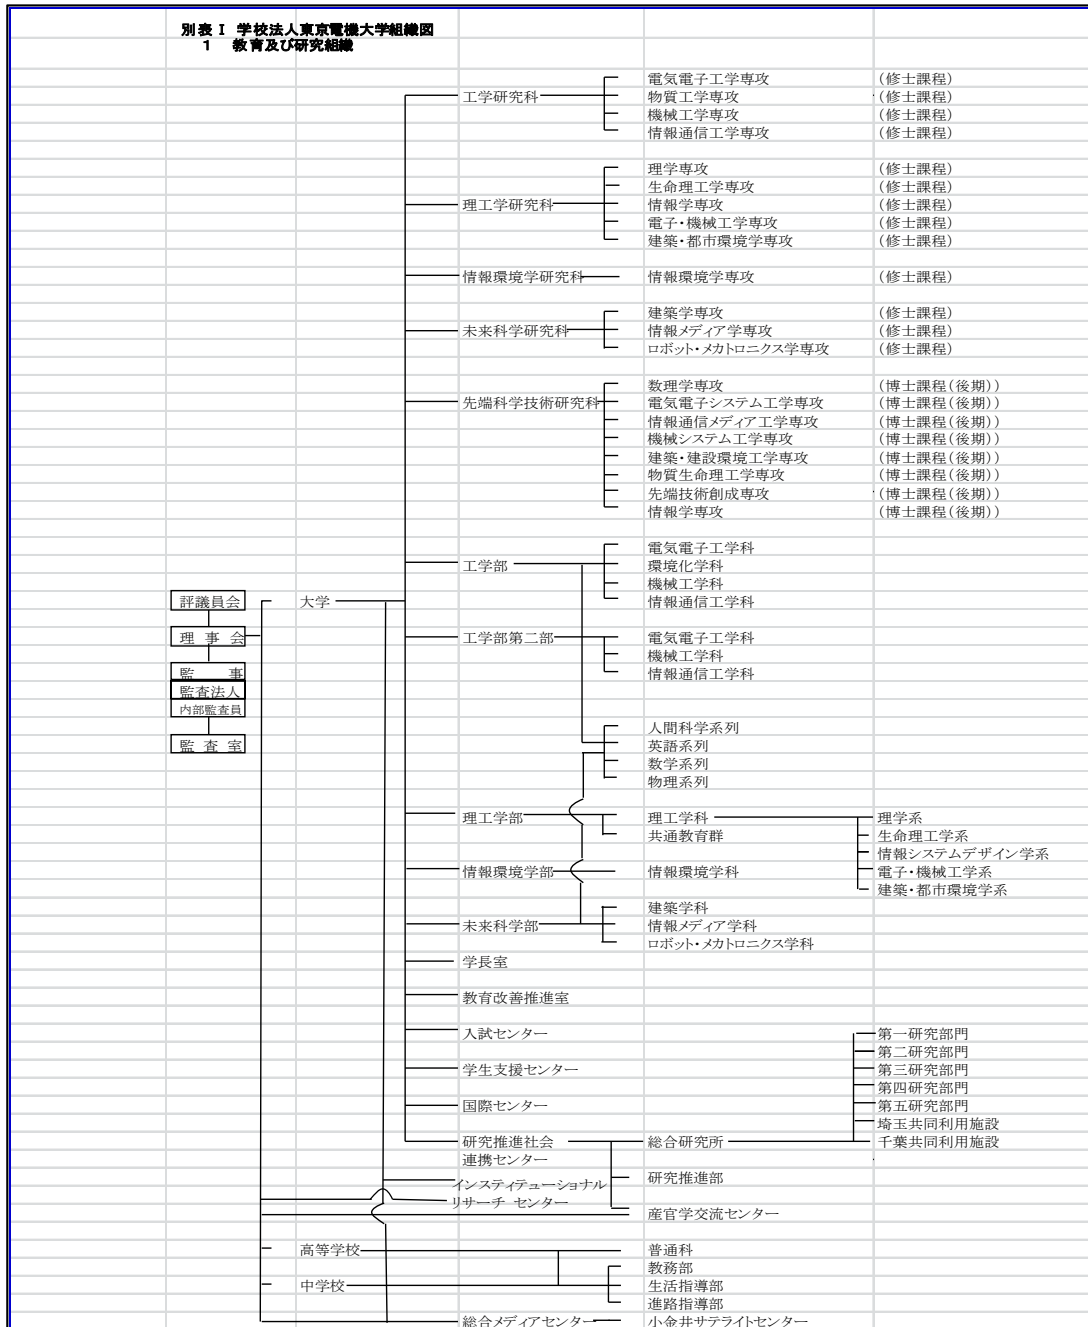 別表Ⅰ 学校法人東京電機大学組織図
1 教育及び研究組織
電気電子工学専攻 (修士課程)
工学研究科 物質工学専攻 (修士課程)
機械工学専攻 (修士課程)
情報通信工学専攻 (修士課程)
理学専攻 (修士課程)
生命理工学専攻 (修士課程)
理工学研究科 情報学専攻 (修士課程)
電子・機械工学専攻 (修士課程)
建築・都市環境学専攻 (修士課程)
情報環境学研究科 情報環境学専攻 (修士課程)
建築学専攻 (修士課程)
未来科学研究科 情報メディア学専攻 (修士課程)
ロボット・メカトロニクス学専攻 (修士課程)
数理学専攻 (博士課程(後期))
先端科学技術研究科 電気電子システム工学専攻 (博士課程(後期))
情報通信メディア工学専攻 (博士課程(後期))
機械システム工学専攻 (博士課程(後期))
建築・建設環境工学専攻 (博士課程(後期))
物質生命理工学専攻 (博士課程(後期))
先端技術創成専攻 (博士課程(後期))
情報学専攻 (博士課程(後期))
電気電子工学科
工学部 環境化学科
機械工学科
評議員会 大学 情報通信工学科
理事会 工学部第二部 電気電子工学科
機械工学科
監事 情報通信工学科
監査法人
内部監査員
人間科学系列
監査室 英語系列
数学系列
物理系列
理工学部 理工学科 理学系
共通教育群 生命理工学系
情報システムデザイン学系
情報環境学部 情報環境学科 電子・機械工学系
建築・都市環境学系
建築学科
未来科学部 情報メディア学科
ロボット・メカトロニクス学科
学長室
教育改善推進室
入試センター 第一研究部門
第二研究部門
学生支援センター 第三研究部門
第四研究部門
国際センター 第五研究部門
埼玉共同利用施設
研究推進社会 総合研究所 千葉共同利用施設
連携センター
インスティテューショナル 研究推進部
リサーチ センター
産官学交流センター
高等学校 普通科
教務部
中学校 生活指導部
進路指導部
総合メディアセンター 小金井サテライトセンター